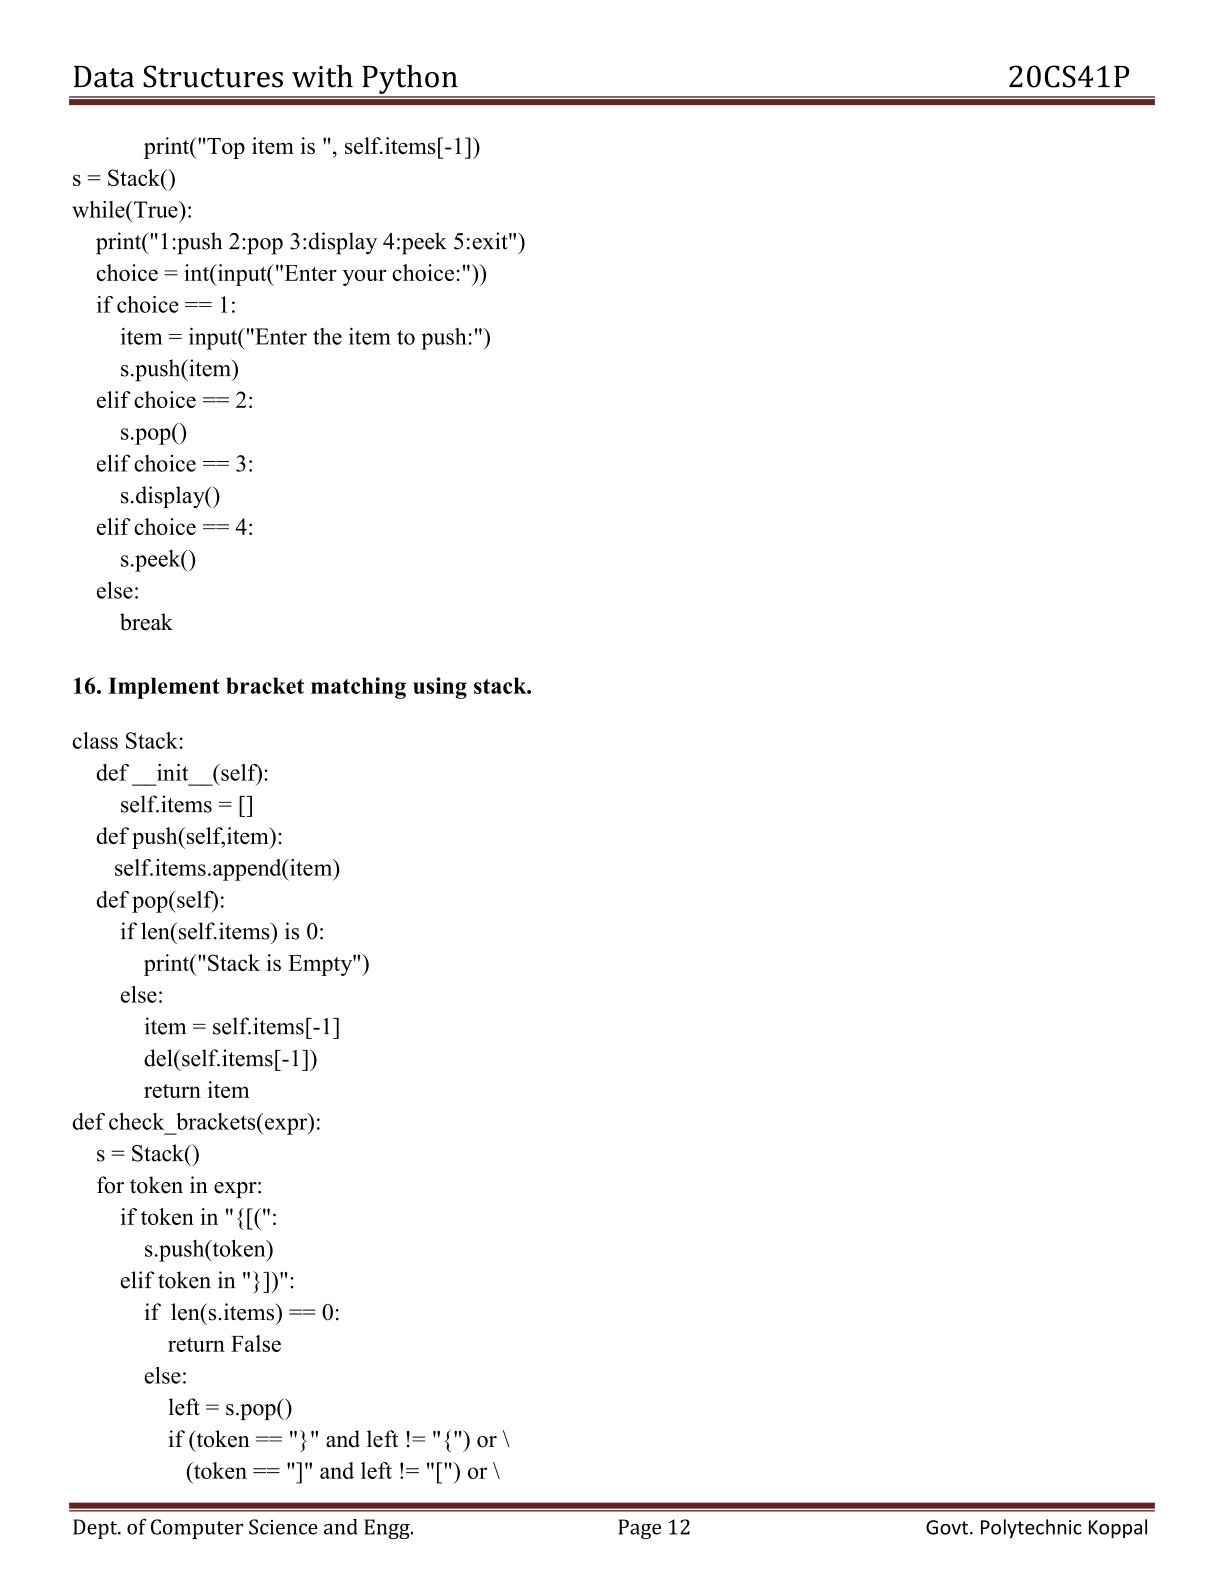 Data Structures with Python 20CS41P
            print("Top item is ", self.items[-1])
s = Stack()
while(True):
    print("1:push 2:pop 3:display 4:peek 5:exit")
    choice = int(input("Enter your choice:"))
    if choice == 1:
        item = input("Enter the item to push:")
        s.push(item)
    elif choice == 2:
        s.pop()
    elif choice == 3:
        s.display()
    elif choice == 4:
        s.peek()
    else:
        break
16. Implement bracket matching using stack.
class Stack:
    def __init__(self):
        self.items = []
    def push(self,item):
       self.items.append(item)
    def pop(self):
        if len(self.items) is 0:
            print("Stack is Empty")
        else:
            item = self.items[-1]
            del(self.items[-1])
            return item
def check_brackets(expr):
    s = Stack()
    for token in expr:
        if token in "{[(":
            s.push(token)
        elif token in "}])":
            if  len(s.items) == 0:
                return False
            else:
                left = s.pop()
                if (token == "}" and left != "{") or \
                   (token == "]" and left != "[") or \
Dept. of Computer Science and Engg. Page 12 Govt. Polytechnic Koppal